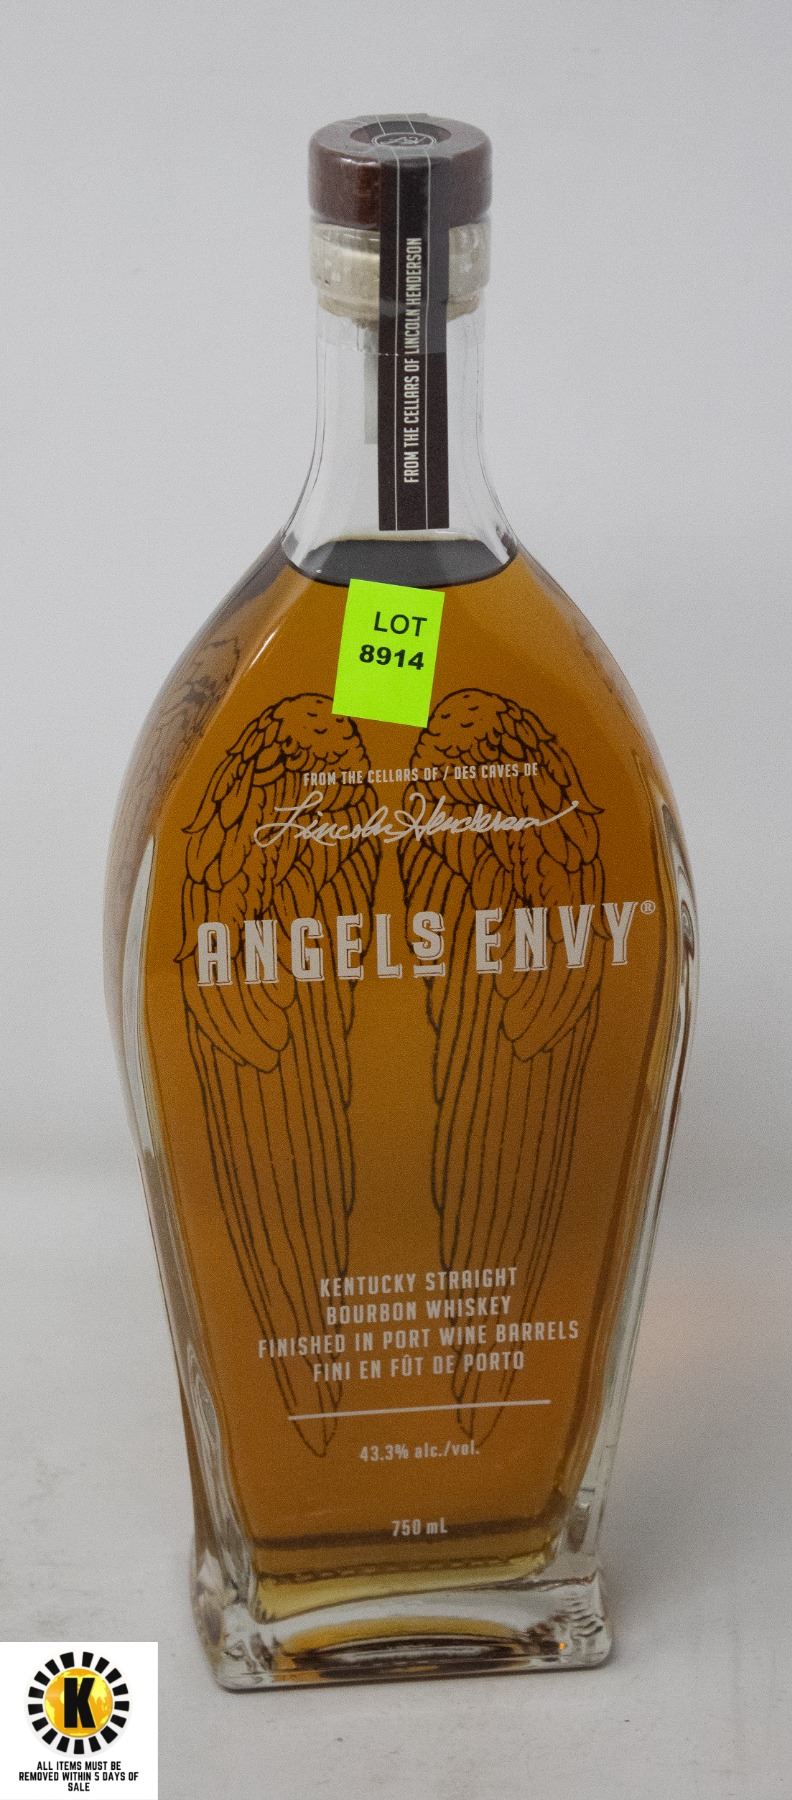 FROM THE CELLARS OF LINCOLN HENDERSON
LOT
8914
FROM THE CELLARS OF / DES CAVES DE
Lincoln Henderson
ANGELS ENVY®
KENTUCKY STRAIGHT
BOURBON WHISKEY
FINISHED IN PORT WINE BARRELS
FINI EN FÛT DE PORTO
43.3% alc./vol.
750 mL
K
ALL ITEMS MUST BE
REMOVED WITHIN 5 DAYS OF
SALE